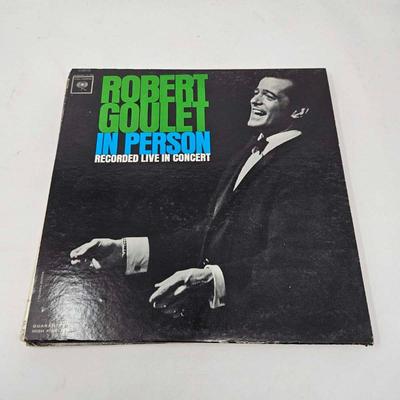 ROBERT
GOULET
IN PERSON
RECORDED LIVE IN CONCERT